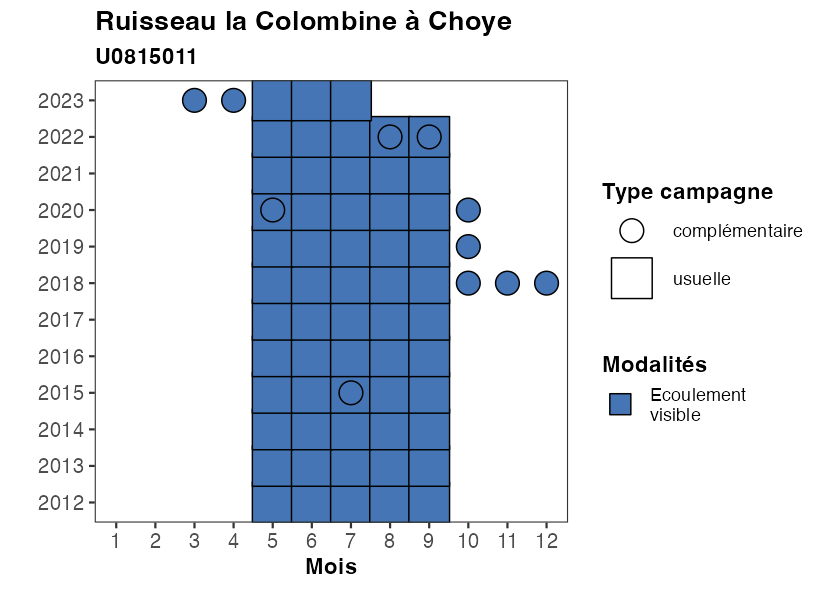 Ruisseau la Colombine à Choye
U0815011
2023
2022
2021
2020
2019
2018
2017
2016
2015
2014
2013
2012
1 2 3 4 5 6 7 8 9 10 11 12
Mois
Type campagne
complémentaire
usuelle
Modalités
Ecoulement
visible